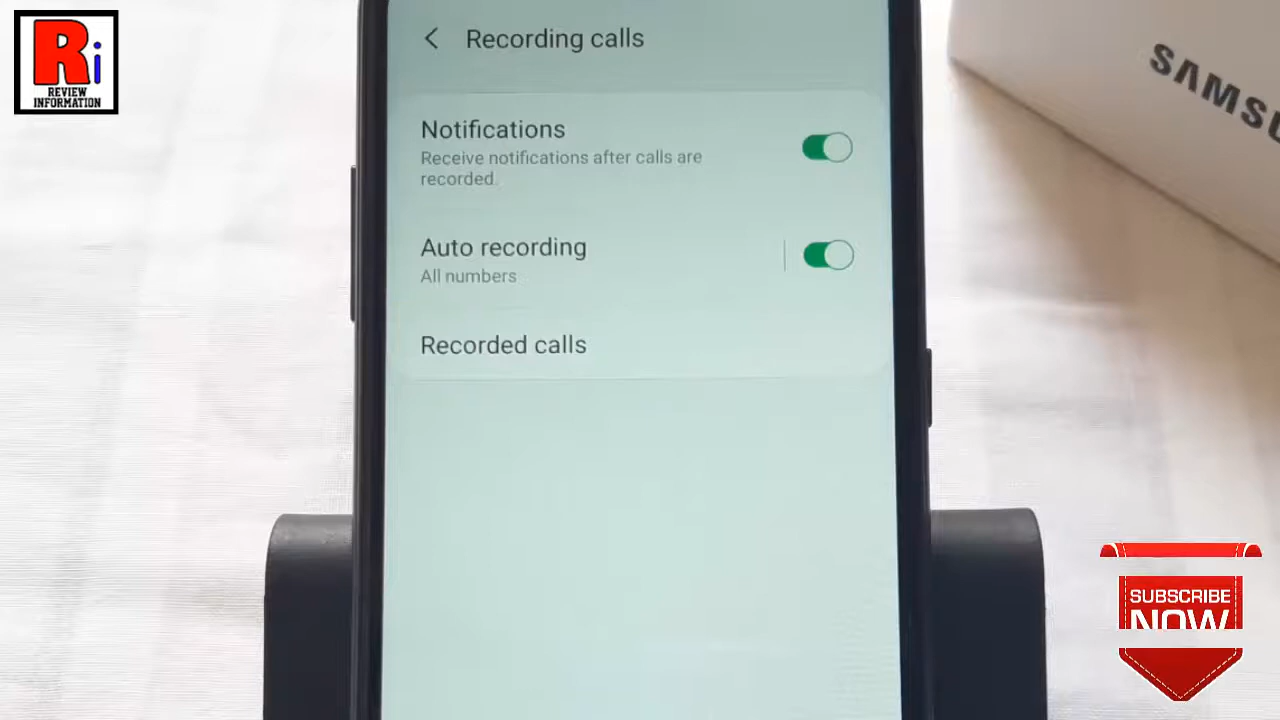 Ri
REVIEW
INFORMATION
Recording calls
Notifications
Receive notifications after calls are
recorded.
Auto recording
All numbers
Recorded calls
SUBSCRIBE
NOW